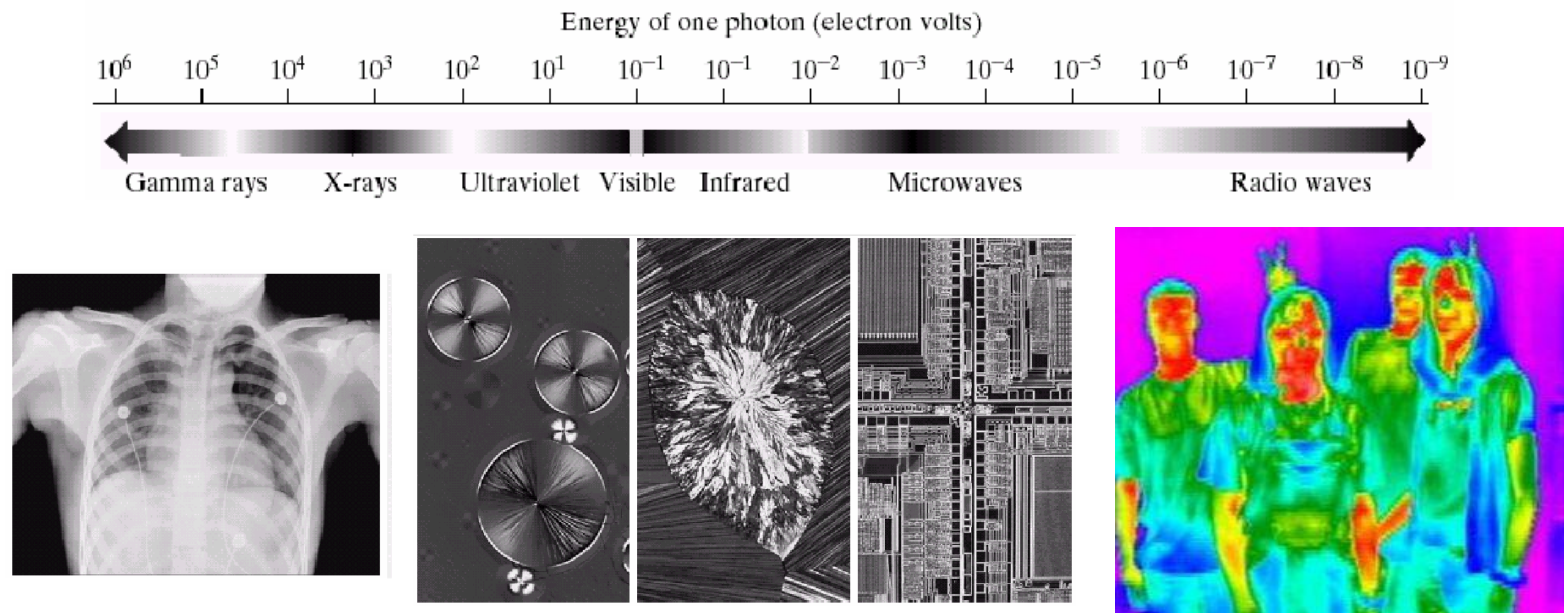 Energy of one photon (electron volts)
10⁶ 10⁵ 10⁴ 10³ 10² 10¹ 10⁻¹ 10⁻¹ 10⁻² 10⁻³ 10⁻⁴ 10⁻⁵ 10⁻⁶ 10⁻⁷ 10⁻⁸ 10⁻⁹
Gamma rays X-rays Ultraviolet Visible Infrared Microwaves Radio waves